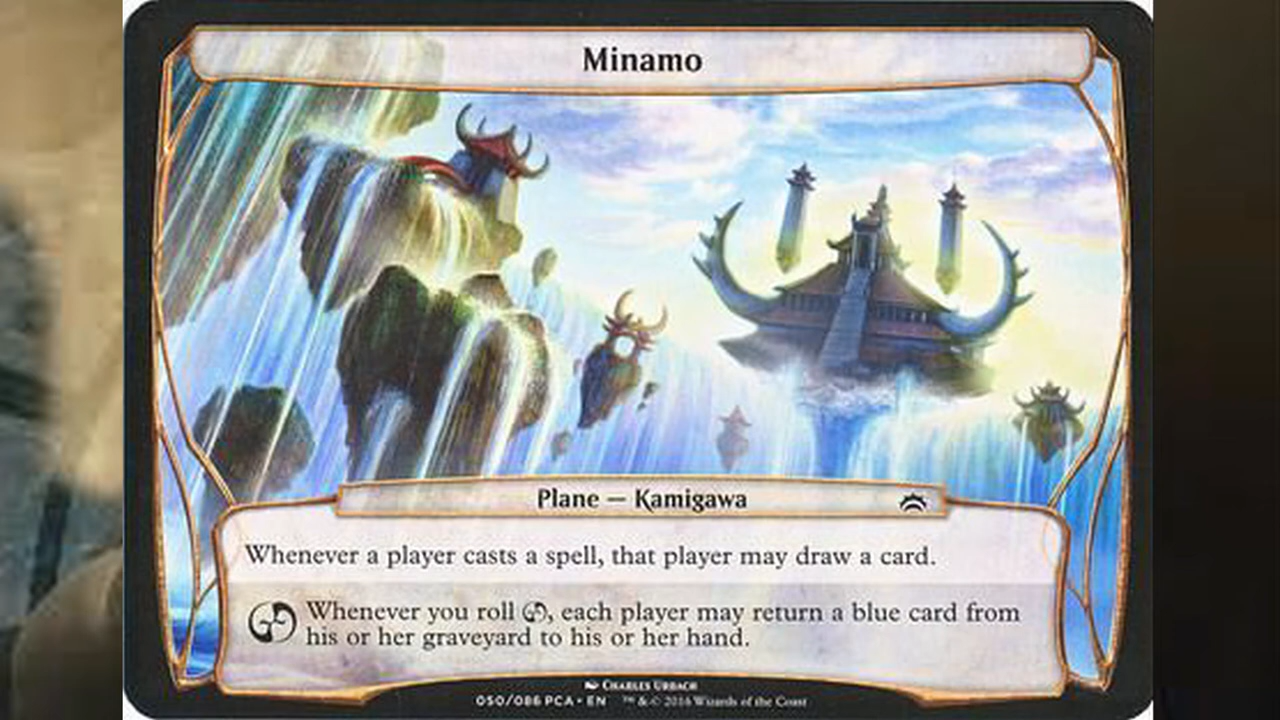 Minamo
Plane — Kamigawa
Whenever a player casts a spell, that player may draw a card.
Whenever you roll , each player may return a blue card from
his or her graveyard to his or her hand.
Charles Urbach
050/086 PCA • EN ™ & © 2016 Wizards of the Coast